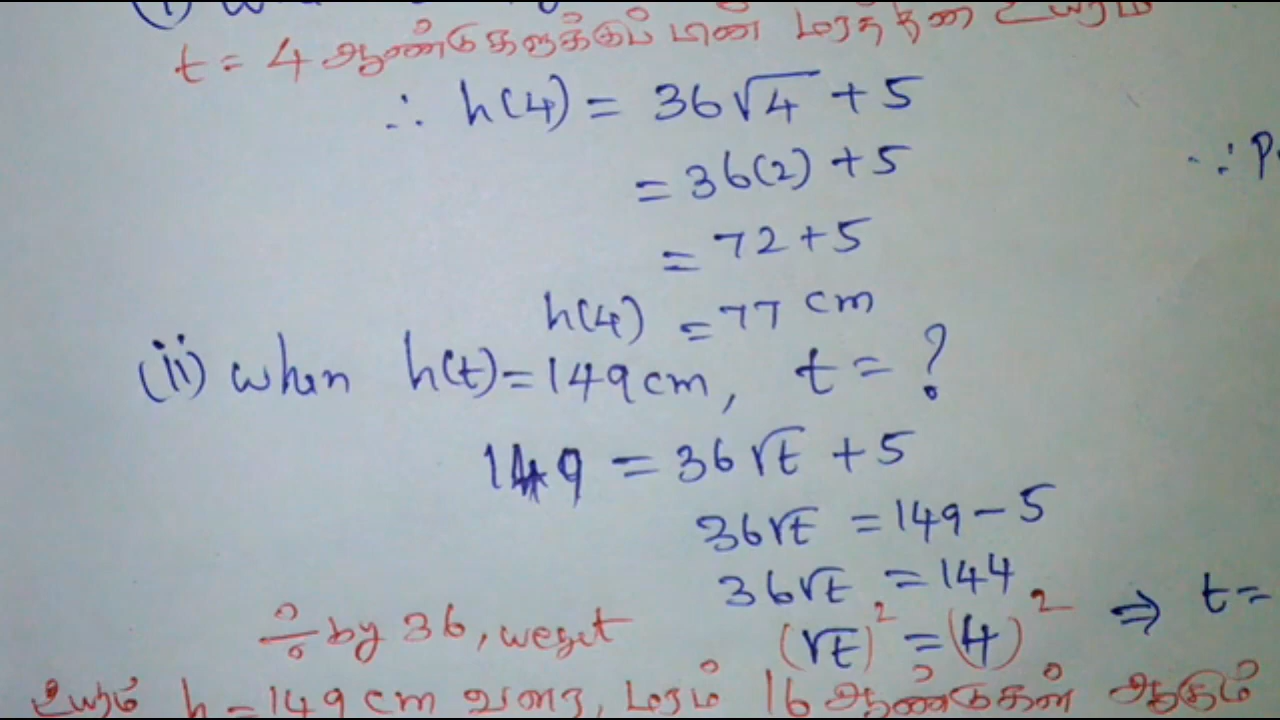 (i)
t = 4 ஆண்டுகளுக்குப் பின் மரத்தின் உயரம்
∴ h(4) = 36√4 + 5
= 36(2) + 5
= 72 + 5
h(4) = 77 cm
(ii) when h(t) = 149 cm, t = ?
149 = 36√t + 5
36√t = 149 - 5
36√t = 144
÷ by 36, we get (√t)² = (4)² ⇒ t =
உயரம் h = 149 cm வளர, மரம் 16 ஆண்டுகள் ஆகும்
∵